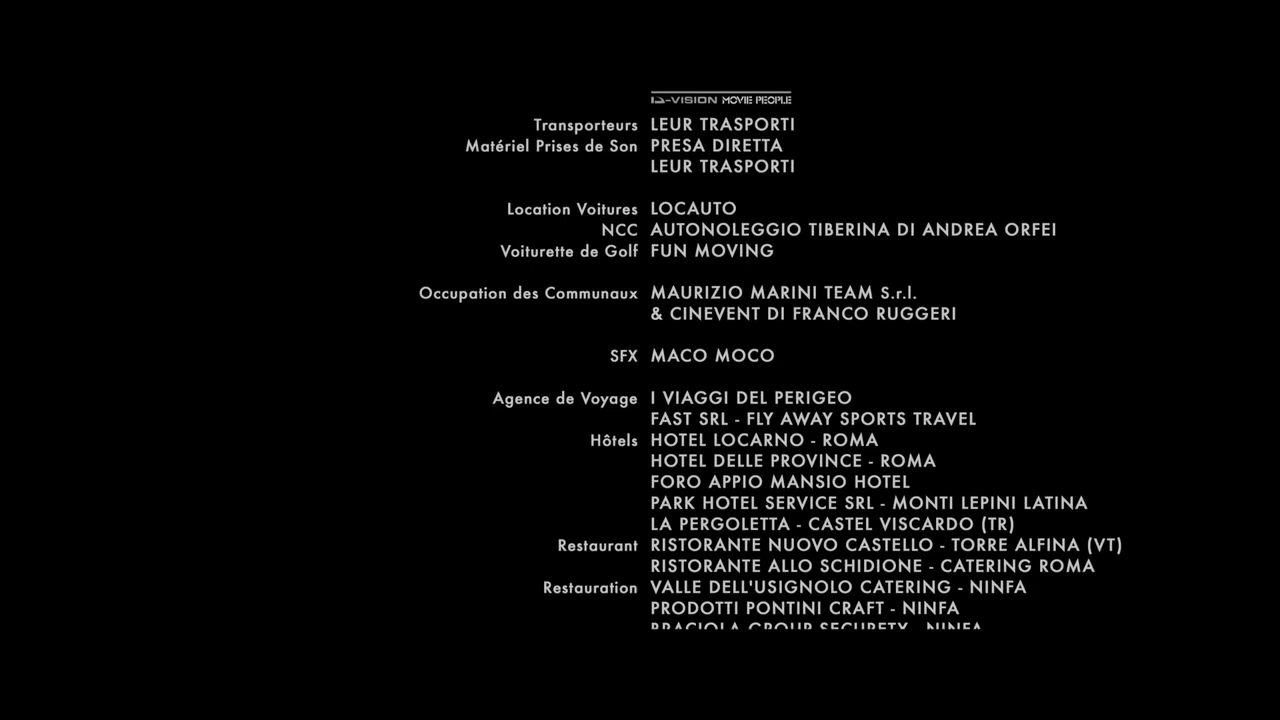 D-VISION MOVIE PEOPLE
Transporteurs LEUR TRASPORTI
Matériel Prises de Son PRESA DIRETTA
LEUR TRASPORTI
Location Voitures LOCAUTO
NCC AUTONOLEGGIO TIBERINA DI ANDREA ORFEI
Voiturette de Golf FUN MOVING
Occupation des Communaux MAURIZIO MARINI TEAM S.r.l.
& CINEVENT DI FRANCO RUGGERI
SFX MACO MOCO
Agence de Voyage I VIAGGI DEL PERIGEO
FAST SRL - FLY AWAY SPORTS TRAVEL
Hôtels HOTEL LOCARNO - ROMA
HOTEL DELLE PROVINCE - ROMA
FORO APPIO MANSIO HOTEL
PARK HOTEL SERVICE SRL - MONTI LEPINI LATINA
LA PERGOLETTA - CASTEL VISCARDO (TR)
Restaurant RISTORANTE NUOVO CASTELLO - TORRE ALFINA (VT)
RISTORANTE ALLO SCHIDIONE - CATERING ROMA
Restauration VALLE DELL'USIGNOLO CATERING - NINFA
PRODOTTI PONTINI CRAFT - NINFA
BRACIOLA GROUP SECURETY - NINFA